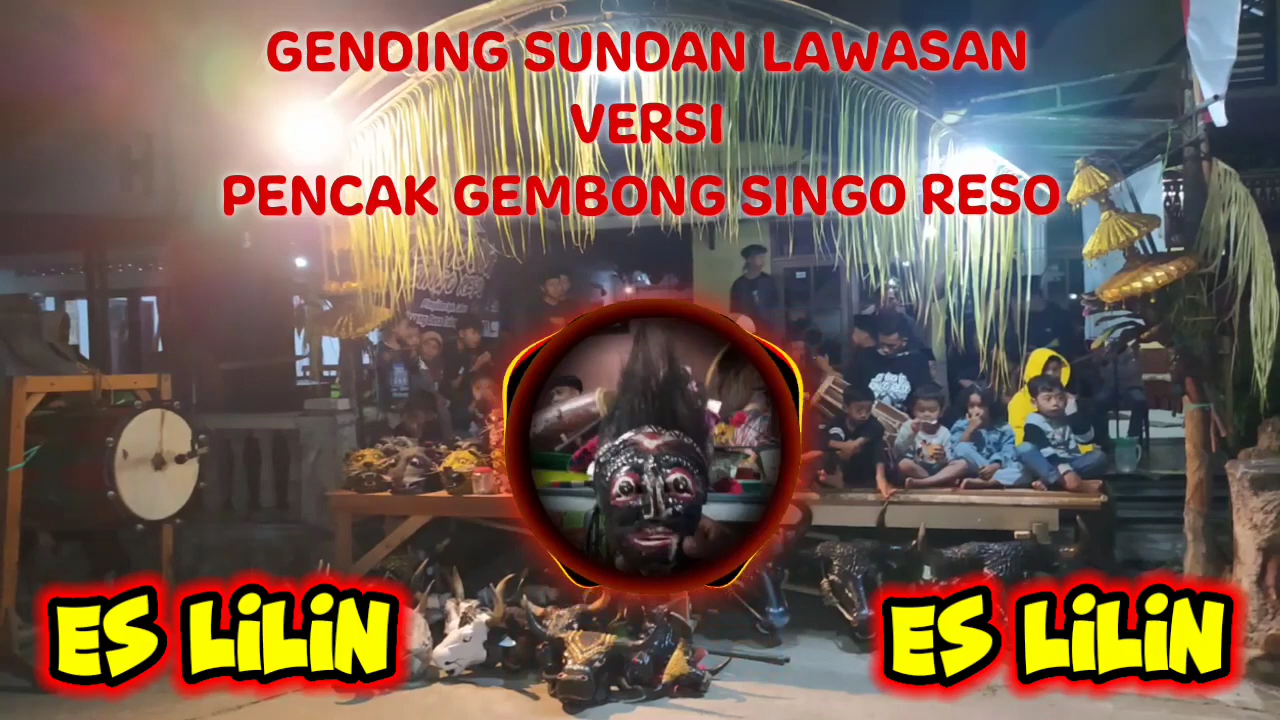 GENDING SUNDAN LAWASAN
VERSI
PENCAK GEMBONG SINGO RESO
ES LiLiN
ES LiLiN